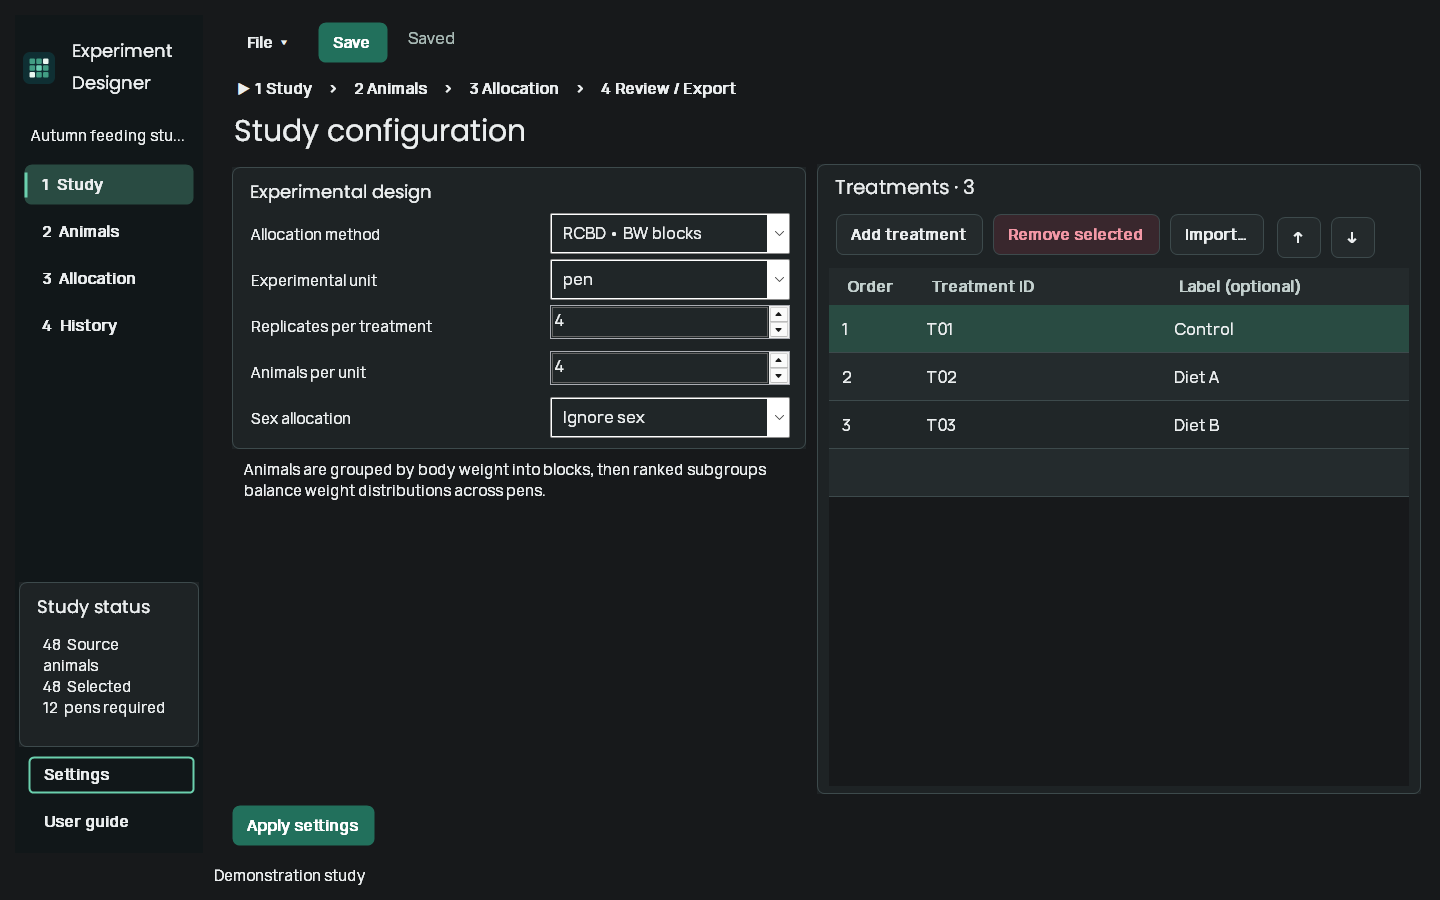 Experiment
Designer
Autumn feeding stu...
1 Study
2 Animals
3 Allocation
4 History
Study status
48 Source
animals
48 Selected
12 pens required
Settings
User guide
File ▾
Save
Saved
▶ 1 Study › 2 Animals › 3 Allocation › 4 Review / Export
Study configuration
Experimental design
Allocation method
RCBD • BW blocks
Experimental unit
pen
Replicates per treatment
4
Animals per unit
4
Sex allocation
Ignore sex
Animals are grouped by body weight into blocks, then ranked subgroups
balance weight distributions across pens.
Treatments · 3
Add treatment
Remove selected
Import...
↑
↓
Order Treatment ID Label (optional)
1 T01 Control
2 T02 Diet A
3 T03 Diet B
Apply settings
Demonstration study